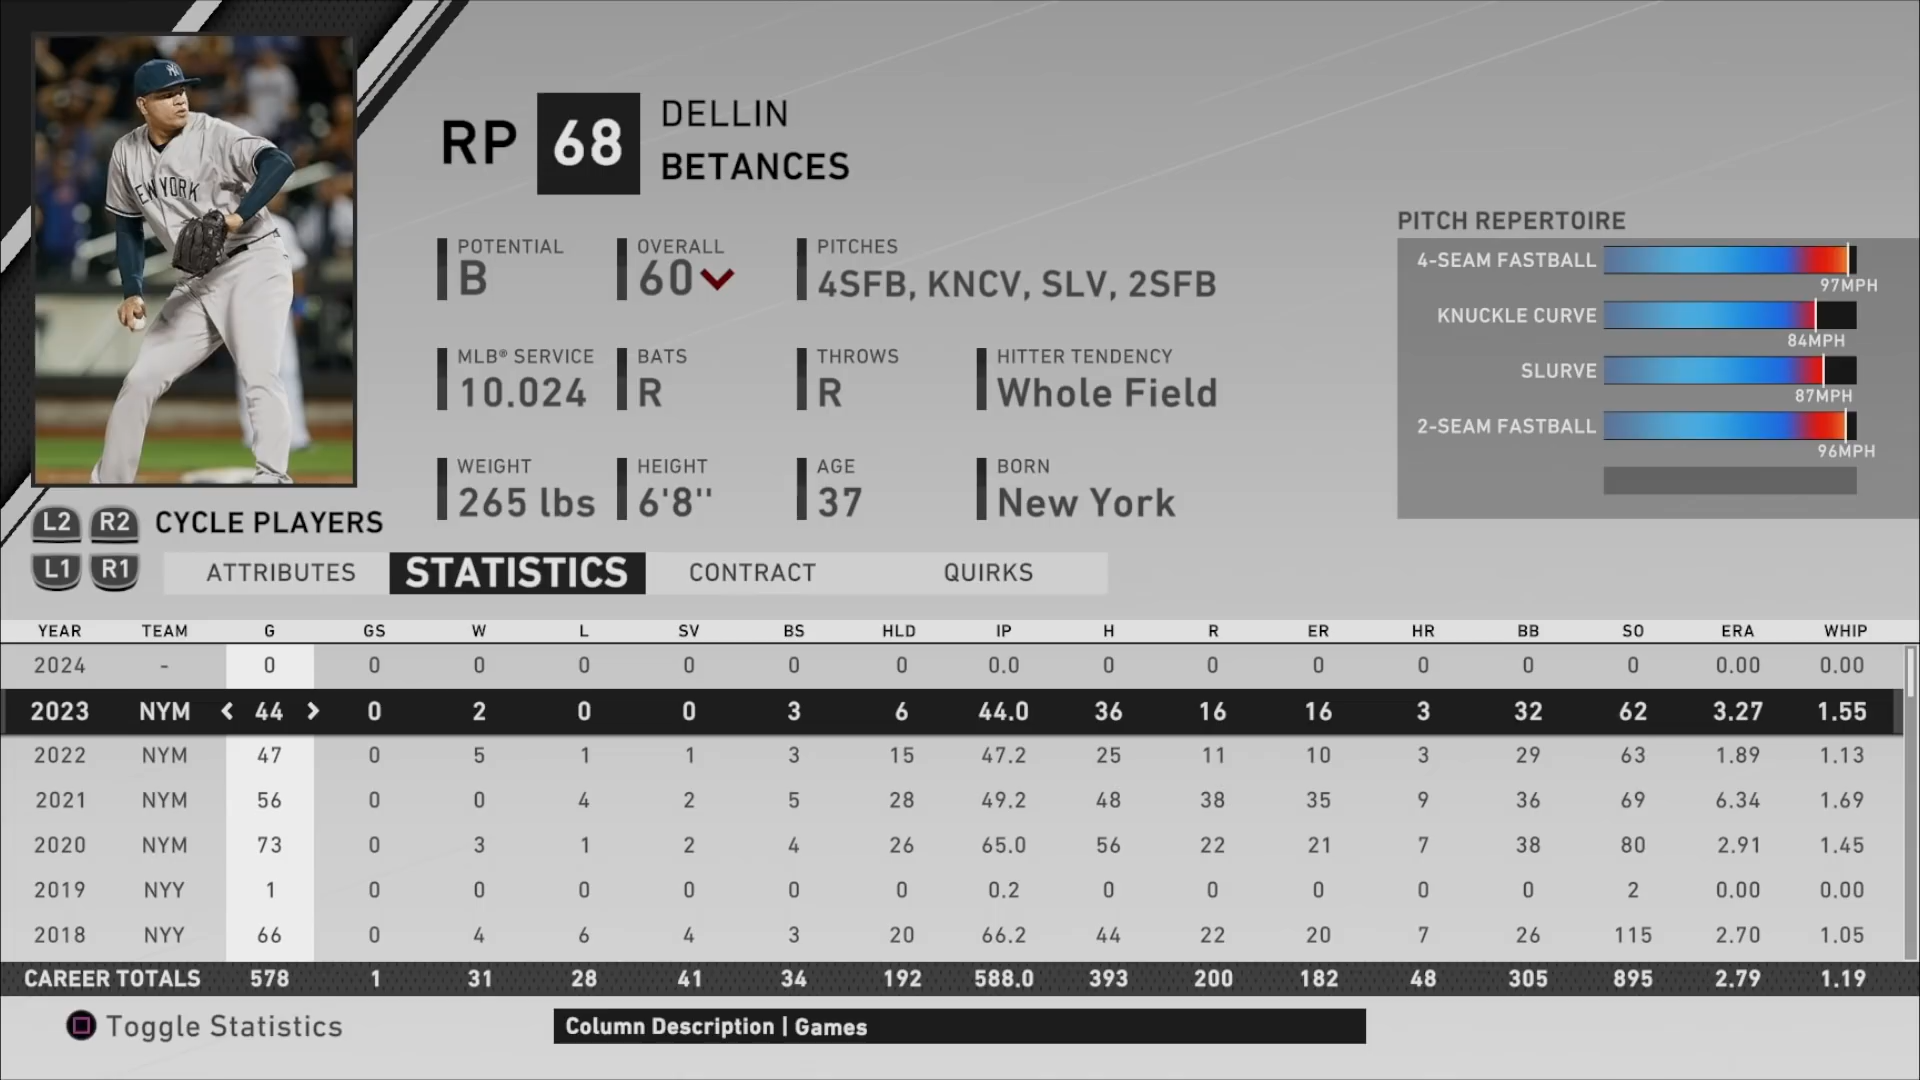 NEW YORK
RP 68 DELLIN
BETANCES
POTENTIAL
B
OVERALL
60
PITCHES
4SFB, KNCV, SLV, 2SFB
MLB® SERVICE
10.024
BATS
R
THROWS
R
HITTER TENDENCY
Whole Field
WEIGHT
265 lbs
HEIGHT
6'8''
AGE
37
BORN
New York
PITCH REPERTOIRE
4-SEAM FASTBALL
97MPH
KNUCKLE CURVE
84MPH
SLURVE
87MPH
2-SEAM FASTBALL
96MPH
L2 R2 CYCLE PLAYERS
L1 R1
ATTRIBUTES STATISTICS CONTRACT QUIRKS
YEAR TEAM G GS W L SV BS HLD IP H R ER HR BB SO ERA WHIP
2024 - 0 0 0 0 0 0 0 0.0 0 0 0 0 0 0 0.00 0.00
2023 NYM 44 0 2 0 0 3 6 44.0 36 16 16 3 32 62 3.27 1.55
2022 NYM 47 0 5 1 1 3 15 47.2 25 11 10 3 29 63 1.89 1.13
2021 NYM 56 0 0 4 2 5 28 49.2 48 38 35 9 36 69 6.34 1.69
2020 NYM 73 0 3 1 2 4 26 65.0 56 22 21 7 38 80 2.91 1.45
2019 NYY 1 0 0 0 0 0 0 0.2 0 0 0 0 0 2 0.00 0.00
2018 NYY 66 0 4 6 4 3 20 66.2 44 22 20 7 26 115 2.70 1.05
CAREER TOTALS 578 1 31 28 41 34 192 588.0 393 200 182 48 305 895 2.79 1.19
Toggle Statistics
Column Description | Games